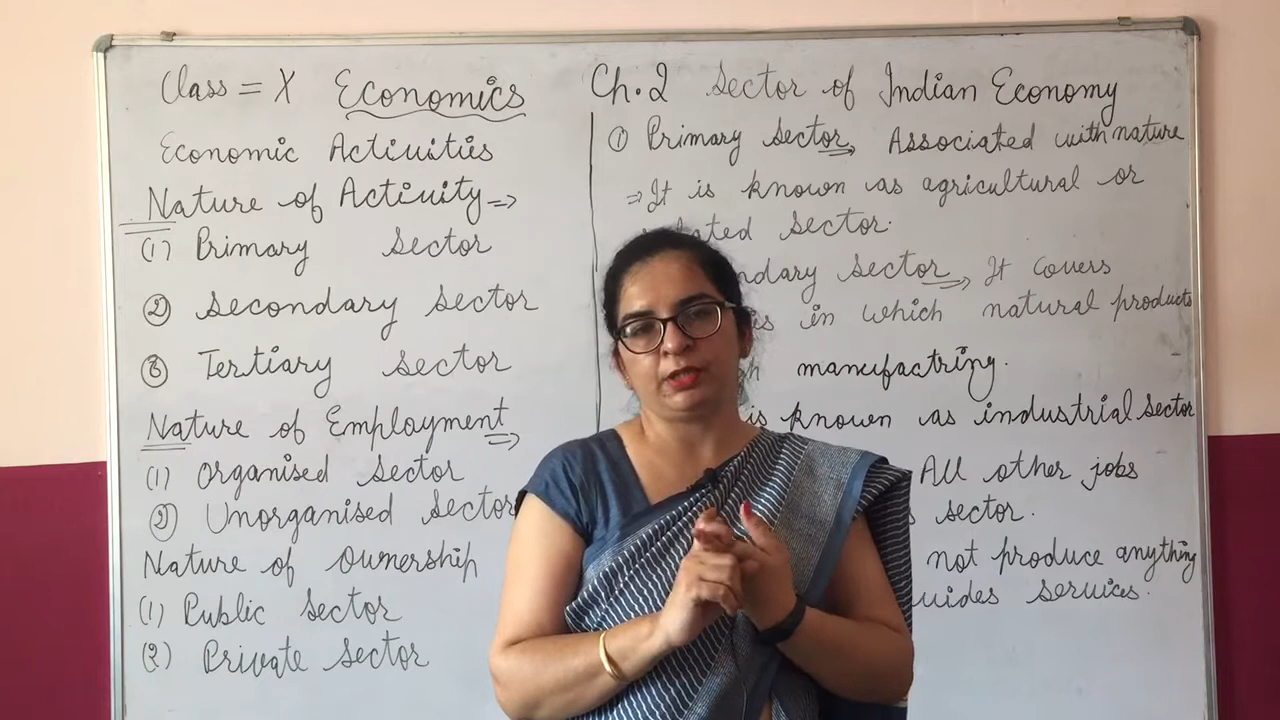 Class = X Economics
Economic Activities
Nature of Activity ⇒
(1) Primary Sector
② Secondary Sector
③ Tertiary Sector
Nature of Employment ⇒
(1) Organised Sector
② Unorganised Sector
Nature of Ownership
(1) Public Sector
(2) Private Sector
Ch.2 Sector of Indian Economy
① Primary Sector ⇒ Associated with nature
⇒ It is known as agricultural or
Sector.
Sector ⇒ It covers
in which natural products
manufactring.
is known as industrial Sector
All other jobs
sector.
not produce anything
services.